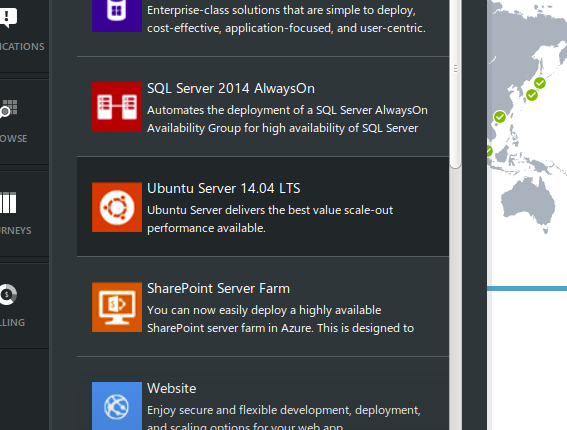 Enterprise-class solutions that are simple to deploy,
cost-effective, application-focused, and user-centric.
ICATIONS
SQL Server 2014 AlwaysOn
Automates the deployment of a SQL Server AlwaysOn
Availability Group for high availability of SQL Server
OWSE
Ubuntu Server 14.04 LTS
Ubuntu Server delivers the best value scale-out
performance available.
RNEYS
SharePoint Server Farm
You can now easily deploy a highly available
SharePoint server farm in Azure. This is designed to
LLING
Website
Enjoy secure and flexible development, deployment,
and scaling options for your web app